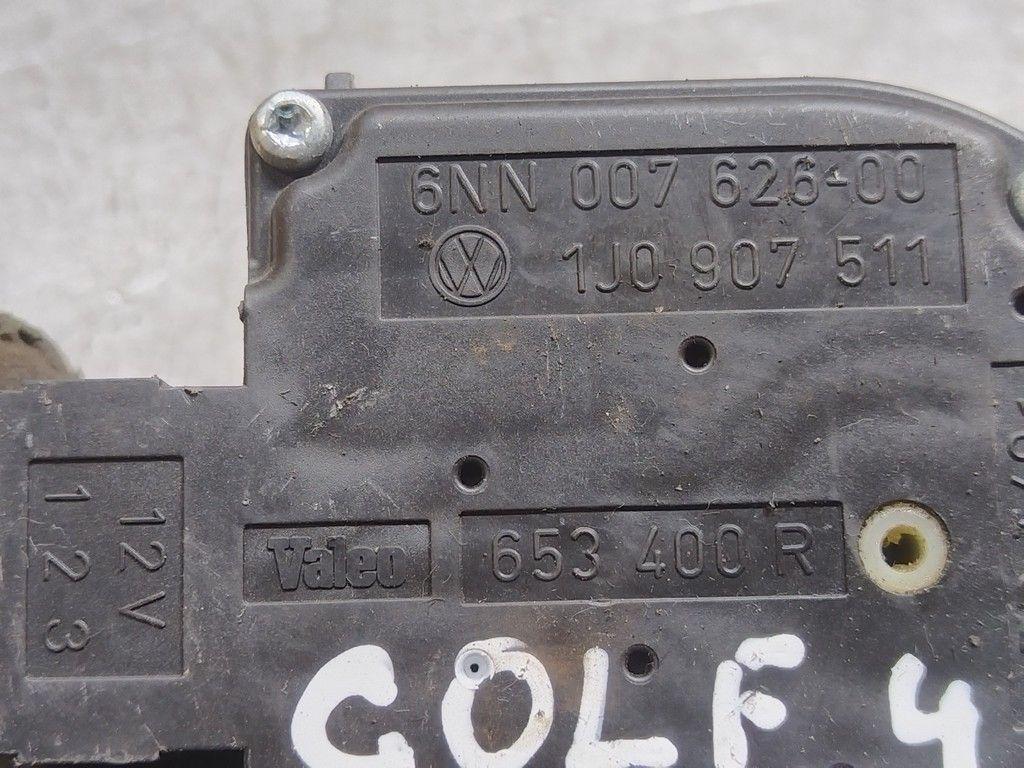 6NN 007 626-00
1J0 907 511
12V
1 2 3
Valeo
653 400 R
GOLF 4